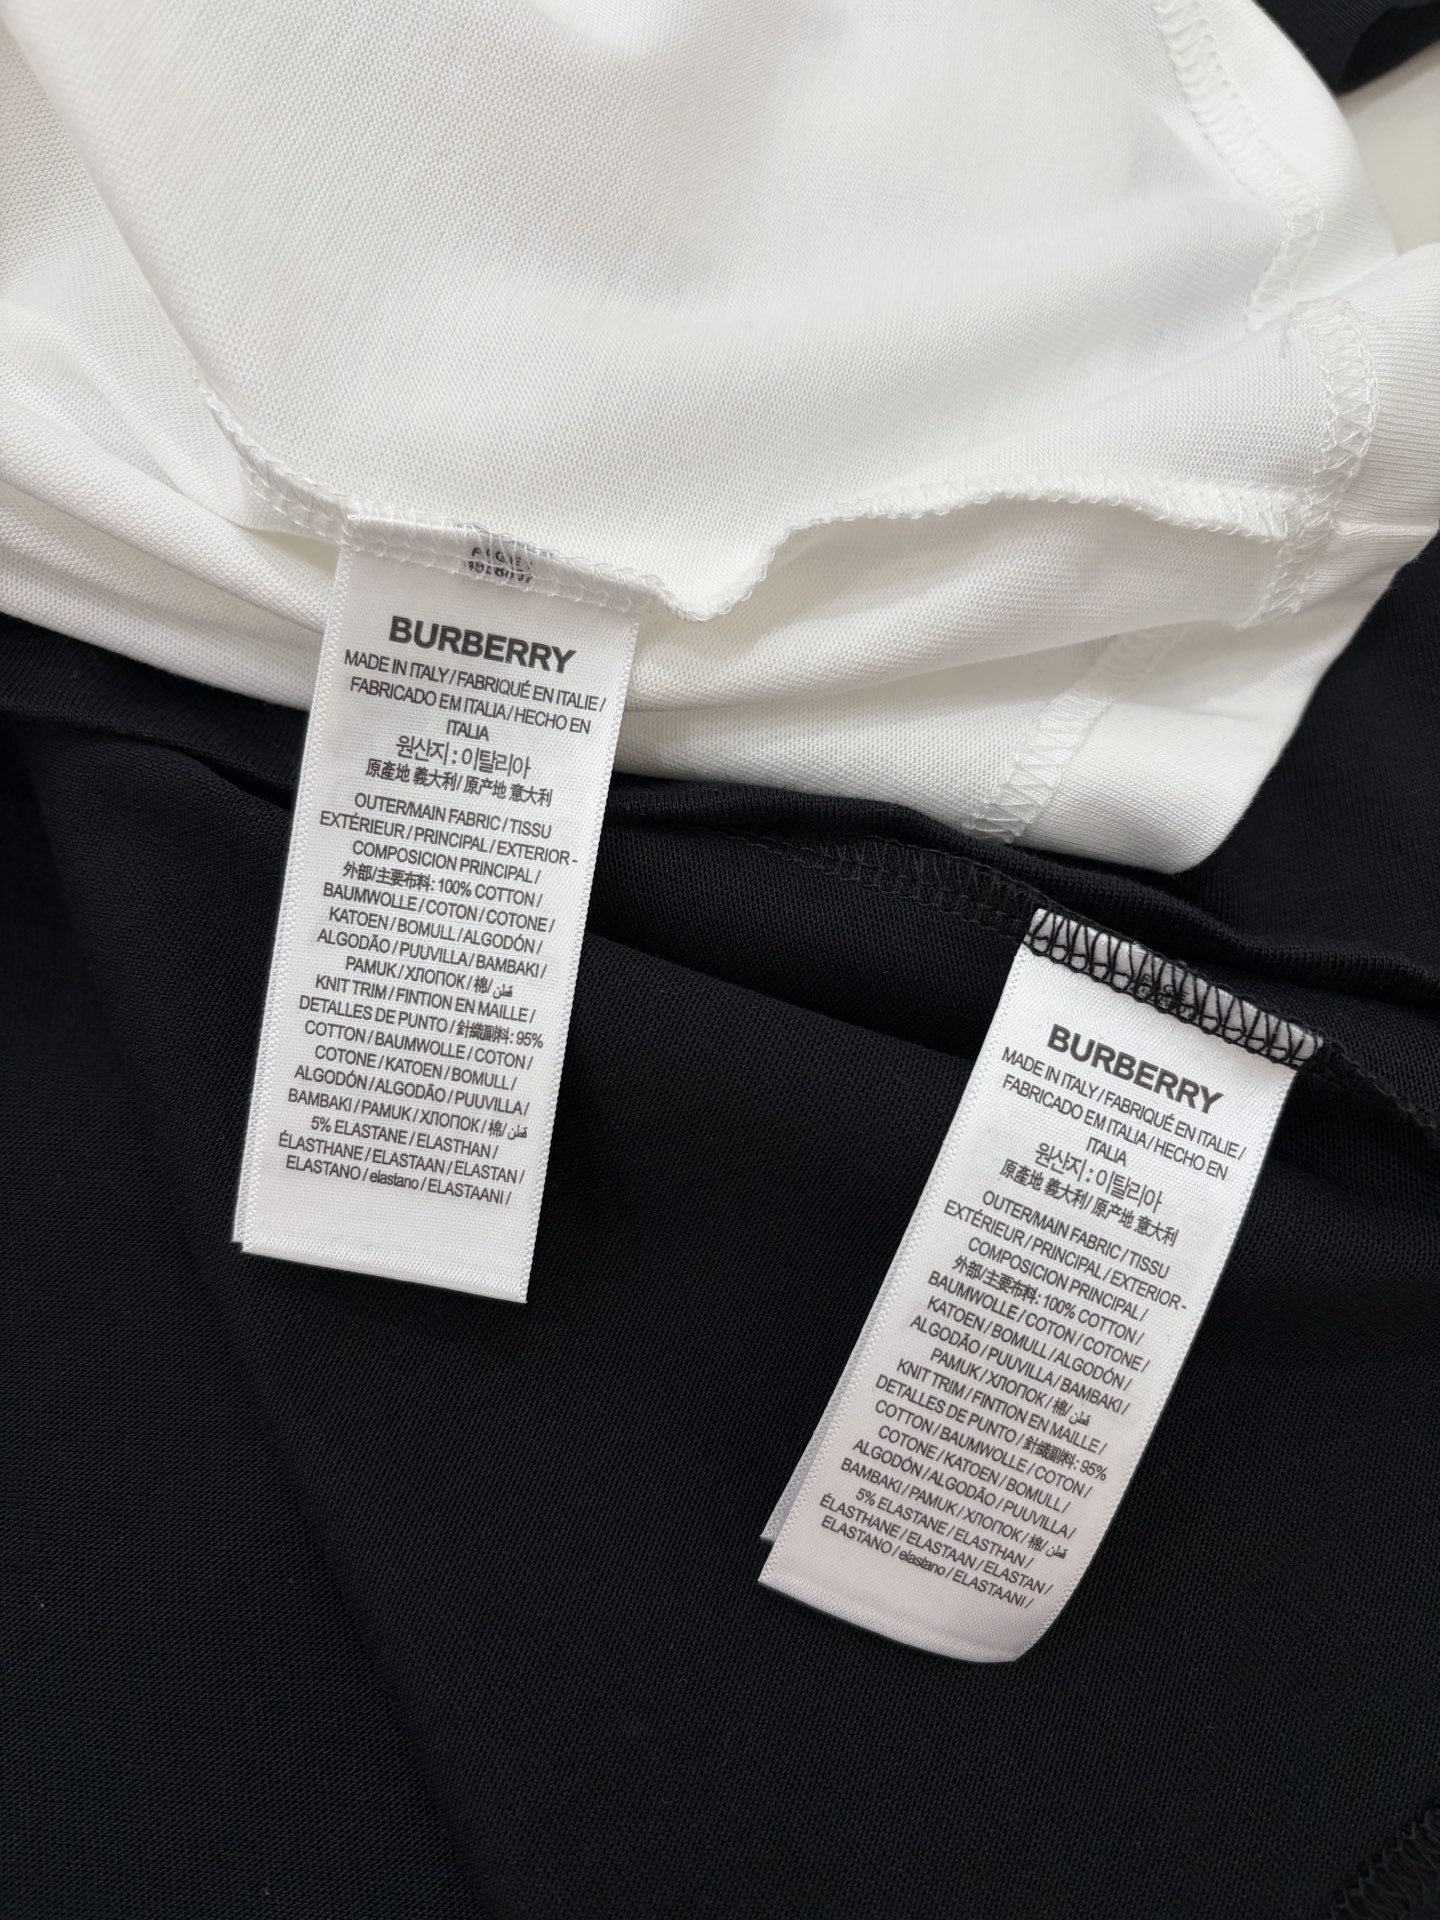 BURBERRY
MADE IN ITALY / FABRIQUÉ EN ITALIE /
FABRICADO EM ITALIA / HECHO EN
ITALIA
원산지 : 이탈리아
原產地 義大利/ 原产地 意大利
OUTER/MAIN FABRIC / TISSU
EXTÉRIEUR / PRINCIPAL / EXTERIOR -
COMPOSICION PRINCIPAL /
外部/主要布料: 100% COTTON /
BAUMWOLLE / COTON / COTONE /
KATOEN / BOMULL / ALGODÓN /
ALGODÃO / PUUVILLA / BAMBAKI /
PAMUK / ХЛОПОК / 棉/ قطن
KNIT TRIM / FINTION EN MAILLE /
DETALLES DE PUNTO / 針織副料: 95%
COTTON / BAUMWOLLE / COTON /
COTONE / KATOEN / BOMULL /
ALGODÓN / ALGODÃO / PUUVILLA /
BAMBAKI / PAMUK / ХЛОПОК / 棉/ قطن
5% ELASTANE / ELASTHAN /
ÉLASTHANE / ELASTAAN / ELASTAN /
ELASTANO / elastano / ELASTAANI /
BURBERRY
MADE IN ITALY / FABRIQUÉ EN ITALIE /
FABRICADO EM ITALIA / HECHO EN
ITALIA
원산지 : 이탈리아
原產地 義大利/ 原产地 意大利
OUTER/MAIN FABRIC / TISSU
EXTÉRIEUR / PRINCIPAL / EXTERIOR -
COMPOSICION PRINCIPAL /
外部/主要布料: 100% COTTON /
BAUMWOLLE / COTON / COTONE /
KATOEN / BOMULL / ALGODÓN /
ALGODÃO / PUUVILLA / BAMBAKI /
PAMUK / ХЛОПОК / 棉/ قطن
KNIT TRIM / FINTION EN MAILLE /
DETALLES DE PUNTO / 針織副料: 95%
COTTON / BAUMWOLLE / COTON /
COTONE / KATOEN / BOMULL /
ALGODÓN / ALGODÃO / PUUVILLA /
BAMBAKI / PAMUK / ХЛОПОК / 棉/ قطن
5% ELASTANE / ELASTHAN /
ÉLASTHANE / ELASTAAN / ELASTAN /
ELASTANO / elastano / ELASTAANI /